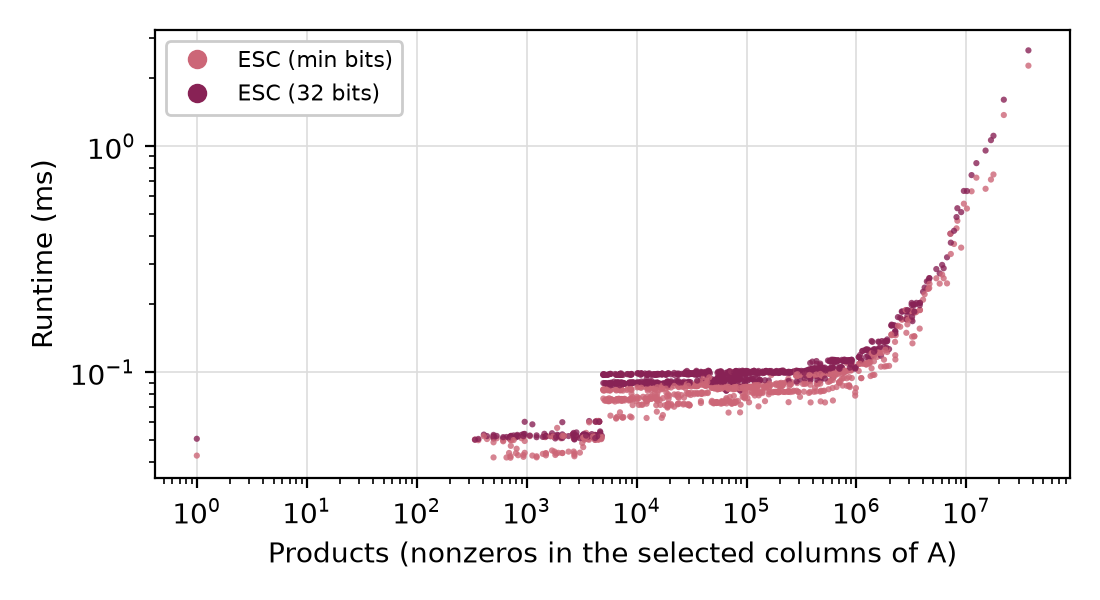 ESC (min bits)
ESC (32 bits)
Runtime (ms)
10⁰
10⁻¹
10⁰ 10¹ 10² 10³ 10⁴ 10⁵ 10⁶ 10⁷
Products (nonzeros in the selected columns of A)